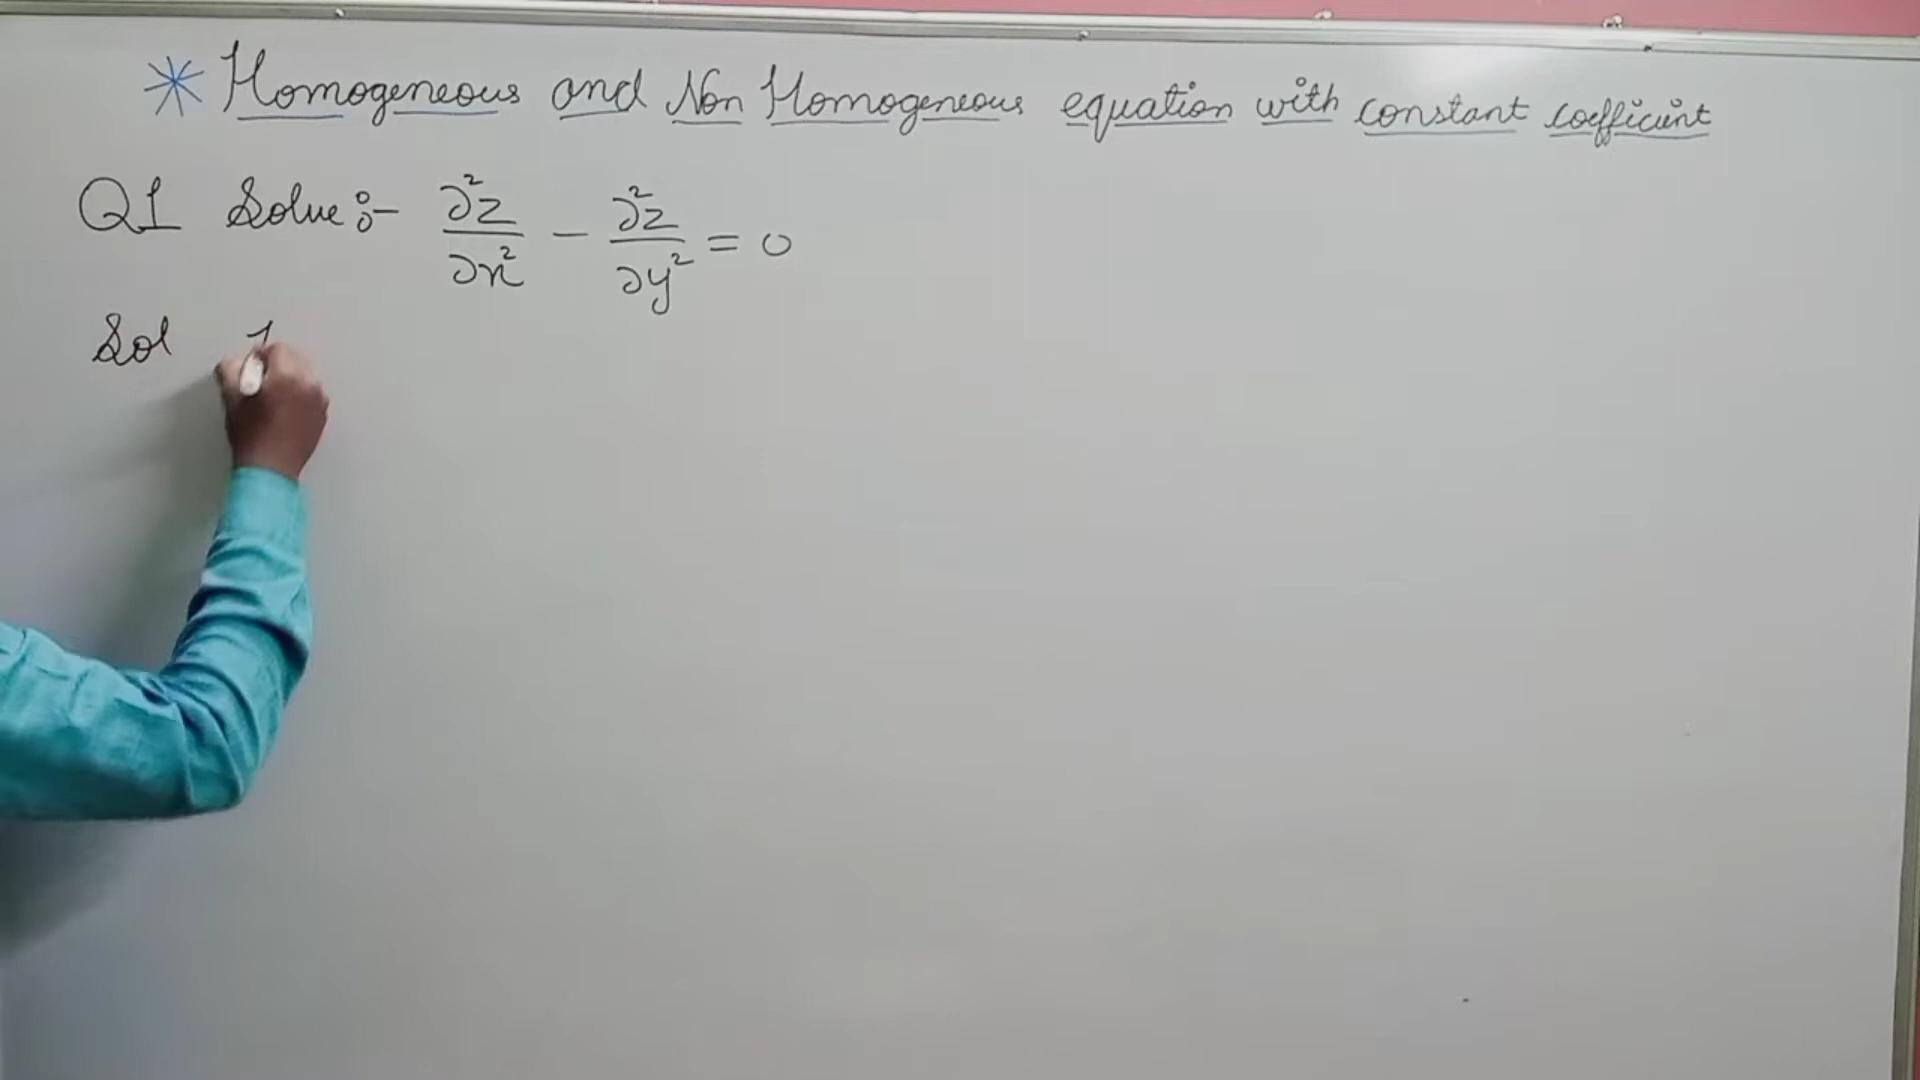 * Homogeneous and Non Homogeneous equation with constant coefficient
Q1 Solve :- ∂²z/∂x² - ∂²z/∂y² = 0
Sol